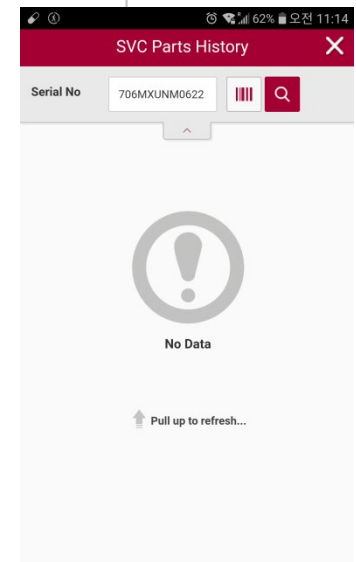 62% 오전 11:14
SVC Parts History
Serial No 706MXUNM0622
No Data
Pull up to refresh...